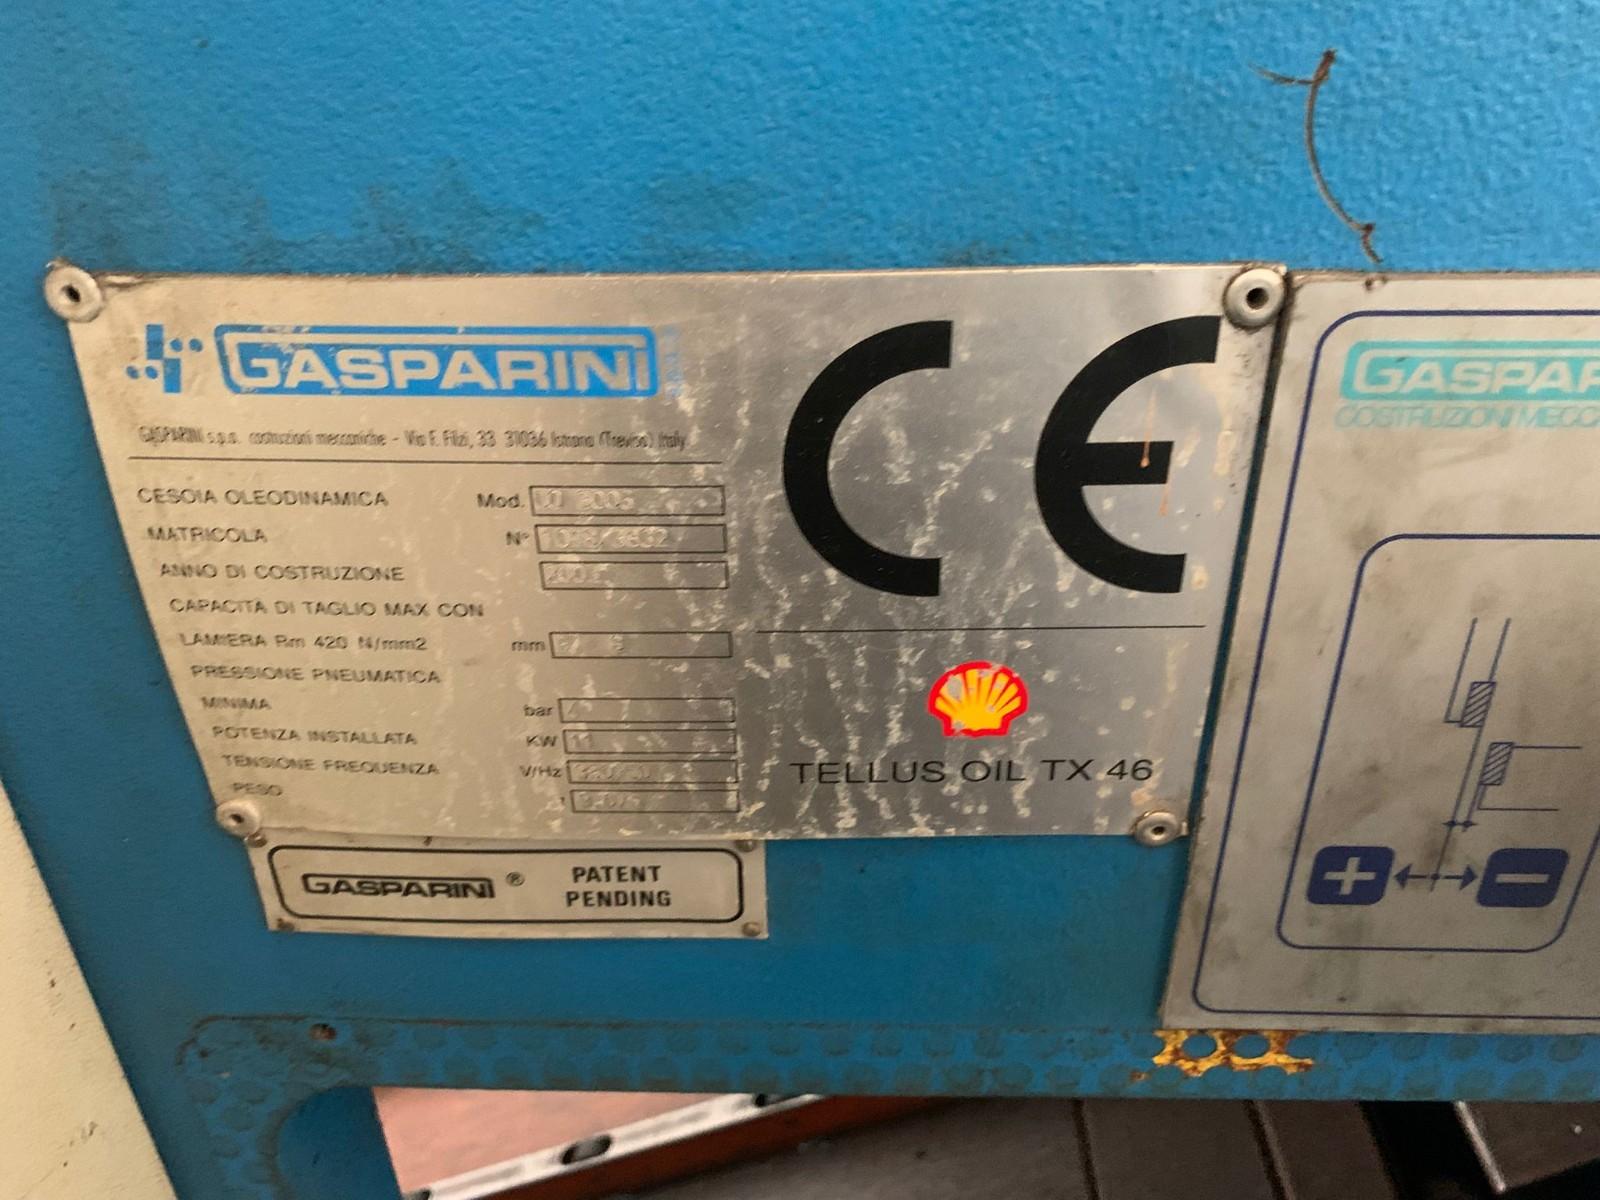 GASPARINI
GASPARINI s.p.a. costruzioni meccaniche - Via F. Filzi, 33 31036 Istrana (Treviso) Italy
CESOIA OLEODINAMICA Mod.
MATRICOLA N°
ANNO DI COSTRUZIONE
CAPACITÀ DI TAGLIO MAX CON
LAMIERA Rm 420 N/mm2 mm
PRESSIONE PNEUMATICA
MINIMA bar
POTENZA INSTALLATA KW 11
TENSIONE FREQUENZA V/Hz
PESO
CE
TELLUS OIL TX 46
GASPARINI ® PATENT
PENDING
GASPAR
COSTRUZIONI MECC
+ -